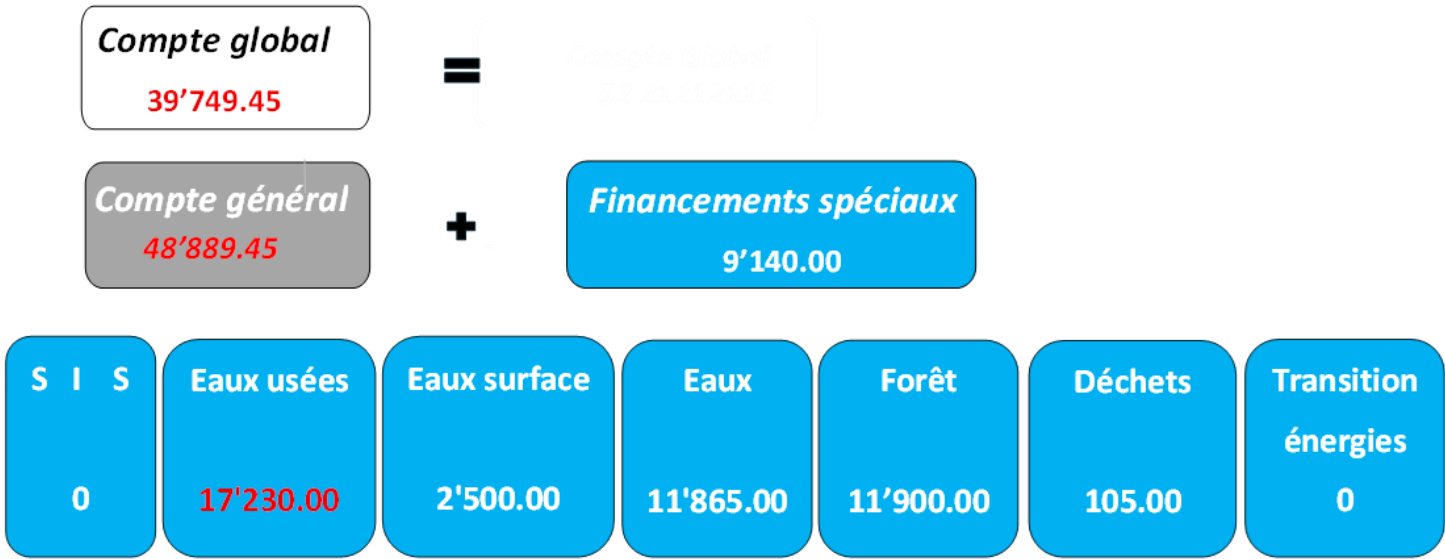 Compte global
39’749.45
=
Compte général
48’889.45
+
Financements spéciaux
9’140.00
S I S
0
Eaux usées
17'230.00
Eaux surface
2'500.00
Eaux
11'865.00
Forêt
11’900.00
Déchets
105.00
Transition
énergies
0